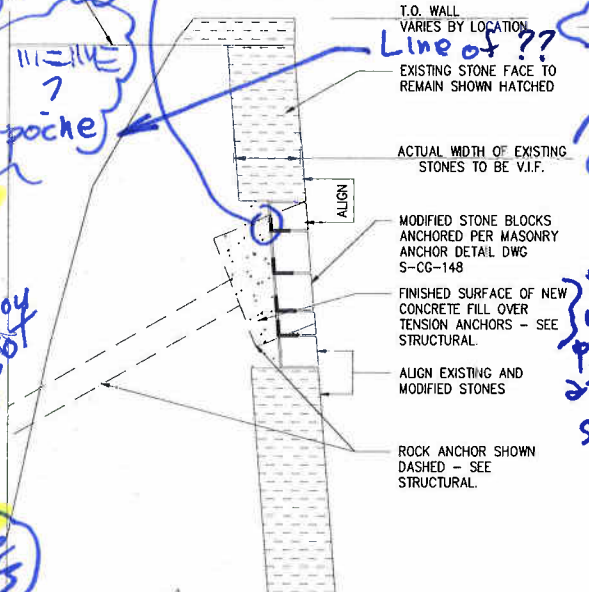 T.O. WALL
VARIES BY LOCATION
Line of ??
EXISTING STONE FACE TO
REMAIN SHOWN HATCHED
?
poche
ACTUAL WIDTH OF EXISTING
STONES TO BE V.I.F.
ALIGN
MODIFIED STONE BLOCKS
ANCHORED PER MASONRY
ANCHOR DETAIL DWG
S-CG-148
FINISHED SURFACE OF NEW
CONCRETE FILL OVER
TENSION ANCHORS - SEE
STRUCTURAL.
ALIGN EXISTING AND
MODIFIED STONES
ROCK ANCHOR SHOWN
DASHED - SEE
STRUCTURAL.